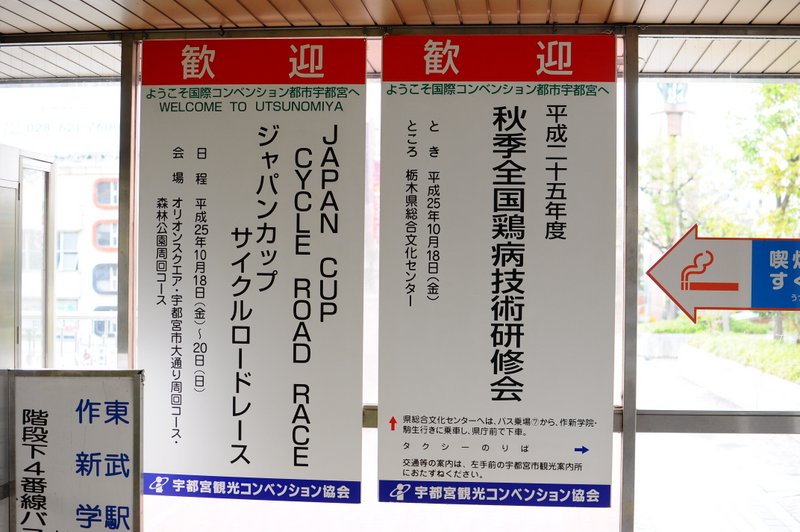 歓迎
ようこそ国際コンベンション都市宇都宮へ
WELCOME TO UTSUNOMIYA
JAPAN CUP
CYCLE ROAD RACE
ジャパンカップ
サイクルロードレース
日程 平成25年10月18日(金)〜20日(日)
会場 オリオンスクエア・宇都宮市大通り周回コース・
森林公園周回コース
宇都宮観光コンベンション協会
歓迎
ようこそ国際コンベンション都市宇都宮へ
平成二十五年度
秋季全国鶏病技術研修会
とき 平成25年10月18日(金)
ところ 栃木県総合文化センター
県総合文化センターへは、バス乗場⑦から、作新学院・
駒生行きに乗車し、県庁前で下車。
タクシーのりば
交通等の案内は、左手前の宇都宮市観光案内所
におたずねください。
宇都宮観光コンベンション協会
東武駅
作新学
階段下4番線バ
喫煙
すぐ